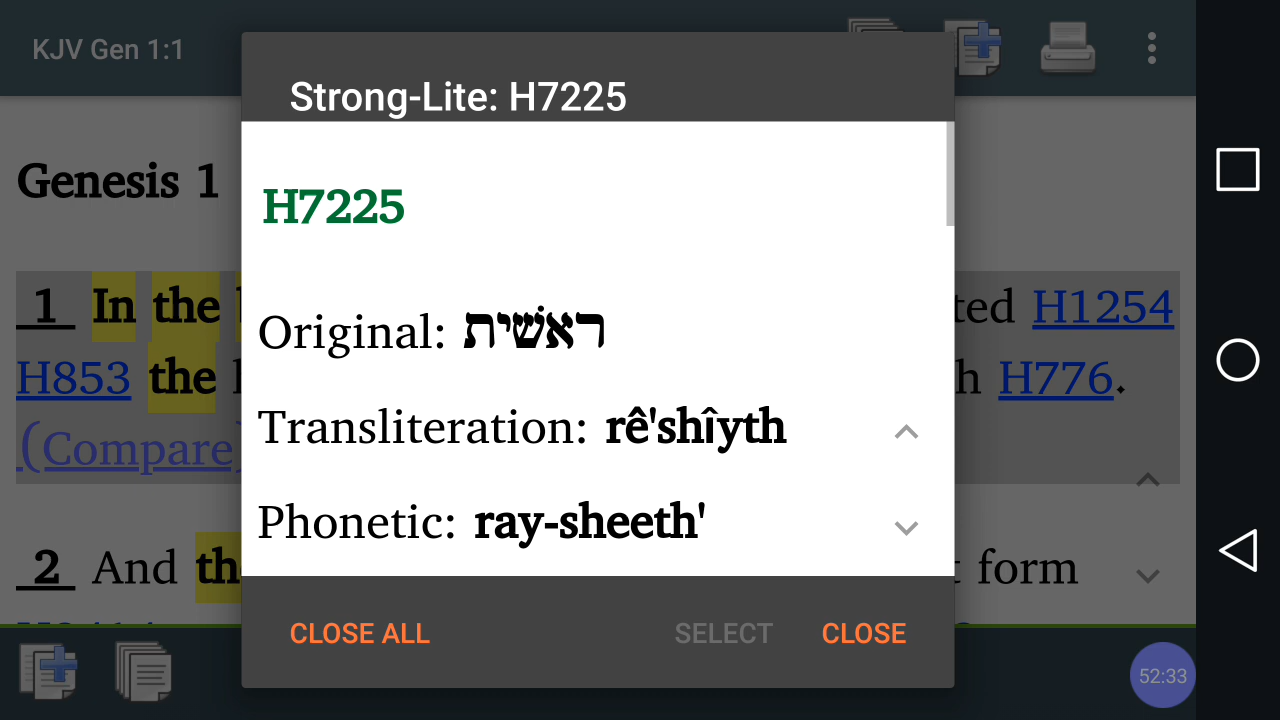 KJV Gen 1:1
Strong-Lite: H7225
H7225
Original: ראשׁית
Transliteration: rê'shîyth
Phonetic: ray-sheeth'
CLOSE ALL SELECT CLOSE
Genesis 1
1 In the ted H1254
H853 the H776.
(Compare)
2 And form
52:33